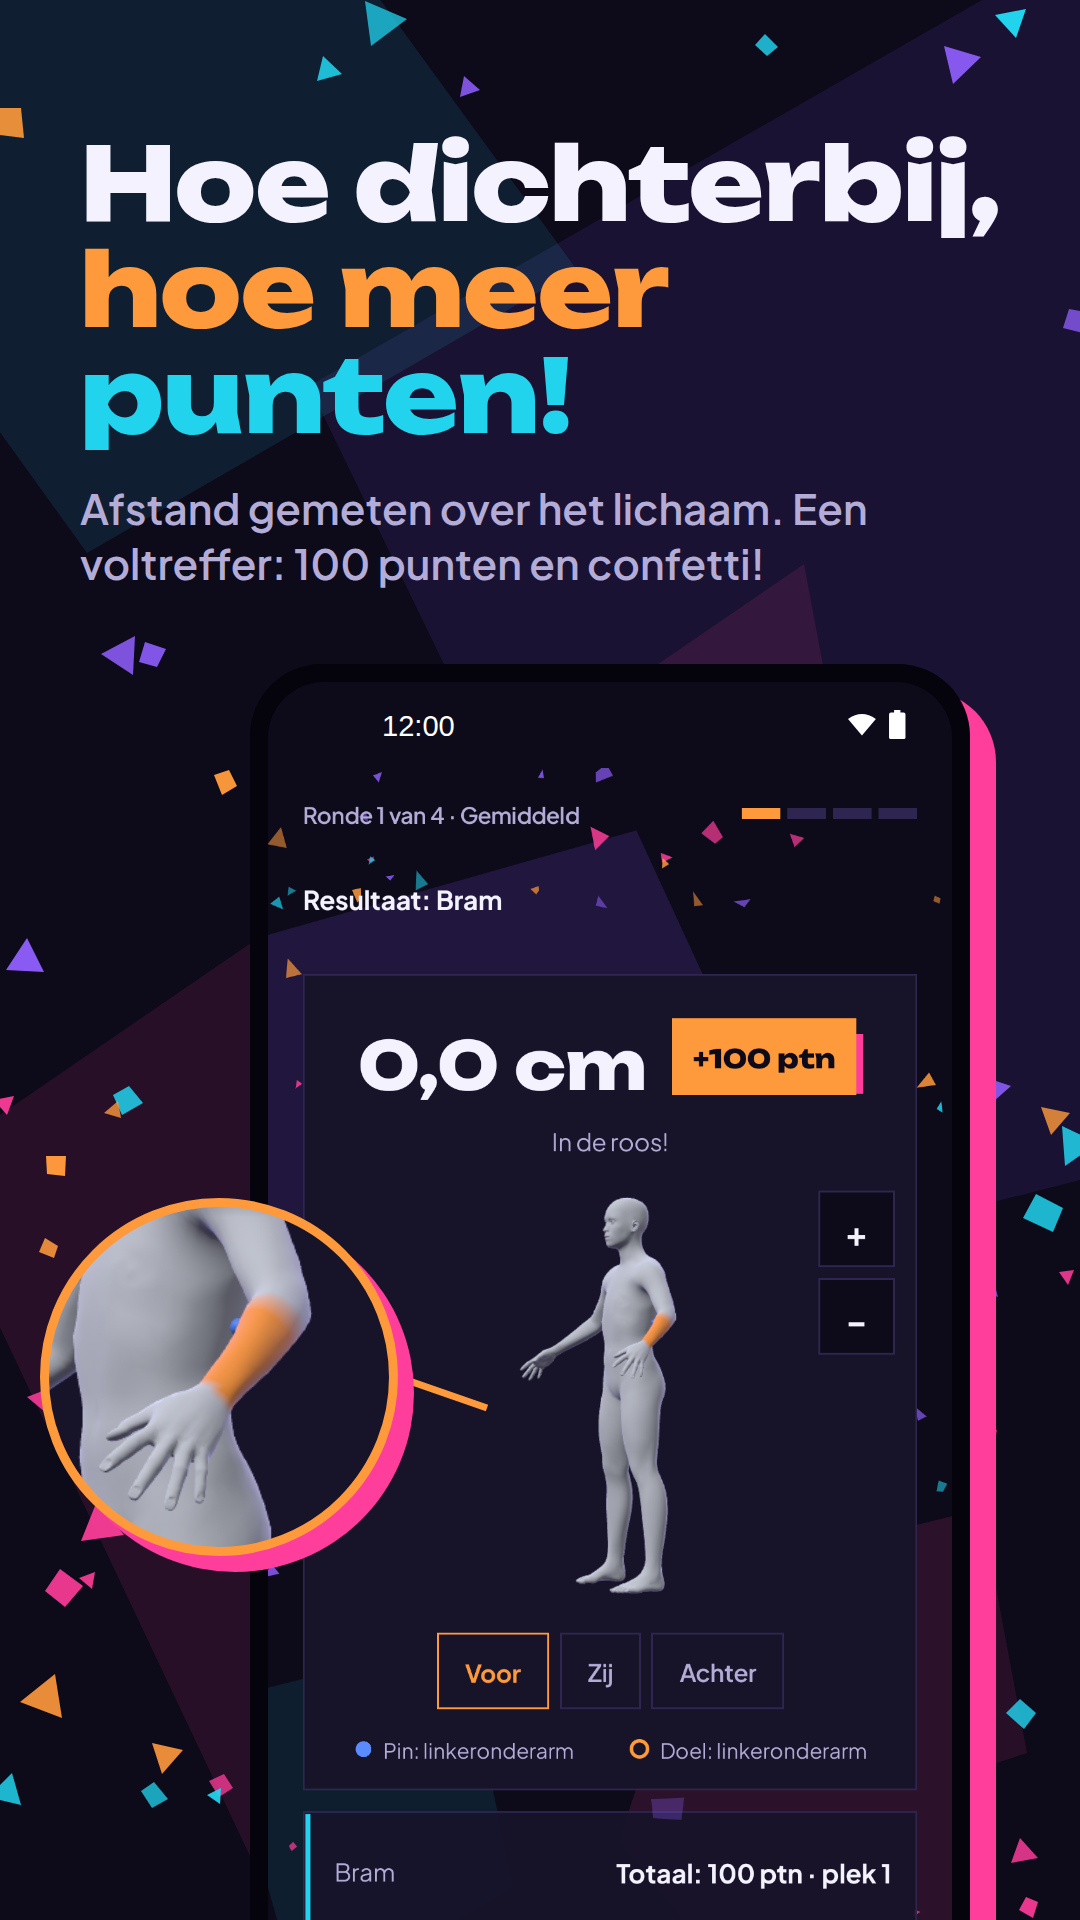 Hoe dichterbij,
hoe meer
punten!
Afstand gemeten over het lichaam. Een
voltreffer: 100 punten en confetti!
12:00
Ronde 1 van 4 · Gemiddeld
Resultaat: Bram
0,0 cm +100 ptn
In de roos!
+
−
Voor Zij Achter
Pin: linkeronderarm Doel: linkeronderarm
Bram Totaal: 100 ptn · plek 1